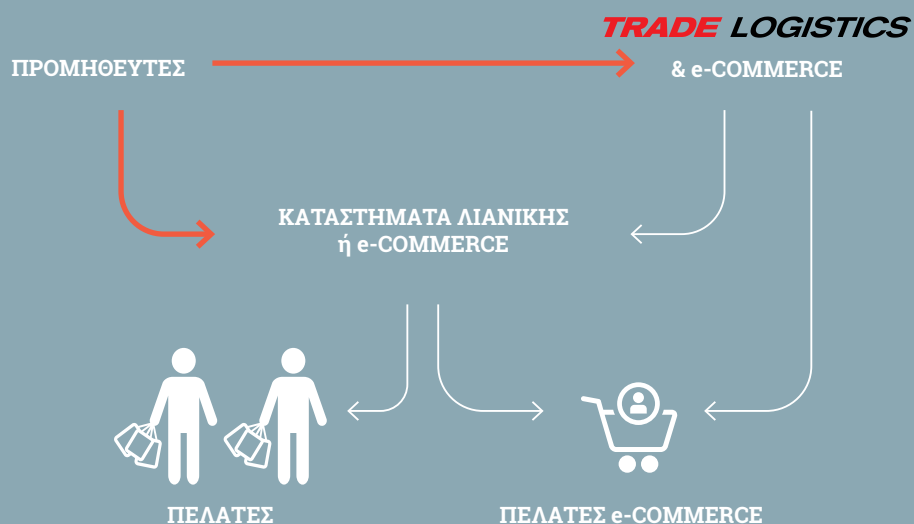 TRADE LOGISTICS
ΠΡΟΜΗΘΕΥΤΕΣ
& e-COMMERCE
ΚΑΤΑΣΤΗΜΑΤΑ ΛΙΑΝΙΚΗΣ
ή e-COMMERCE
ΠΕΛΑΤΕΣ
ΠΕΛΑΤΕΣ e-COMMERCE